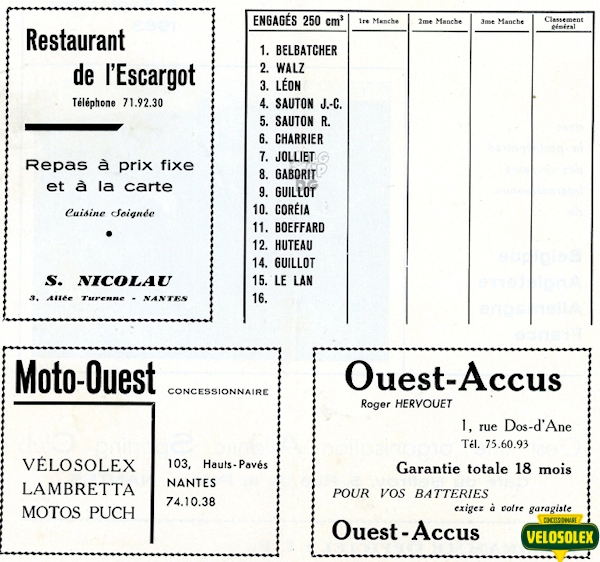 Restaurant
de l'Escargot
Téléphone 71.92.30
Repas à prix fixe
et à la carte
Cuisine Soignée
S. NICOLAU
3, Allée Turenne - NANTES
ENGAGÉS 250 cm³ 1re Manche 2me Manche 3me Manche Classement général
1. BELBATCHER
2. WALZ
3. LÉON
4. SAUTON J.-C.
5. SAUTON R.
6. CHARRIER
7. JOLLIET
8. GABORIT
9. GUILLOT
10. CORÉIA
11. BOEFFARD
12. HUTEAU
14. GUILLOT
15. LE LAN
16.
Moto-Ouest
CONCESSIONNAIRE
VÉLOSOLEX
LAMBRETTA
MOTOS PUCH
103, Hauts-Pavés
NANTES
74.10.38
Ouest-Accus
Roger HERVOUET
1, rue Dos-d'Ane
Tél. 75.60.93
Garantie totale 18 mois
POUR VOS BATTERIES
exigez à votre garagiste
Ouest-Accus
CONCESSIONNAIRE
VELOSOLEX
Belgique
Angleterre
Allemagne
France